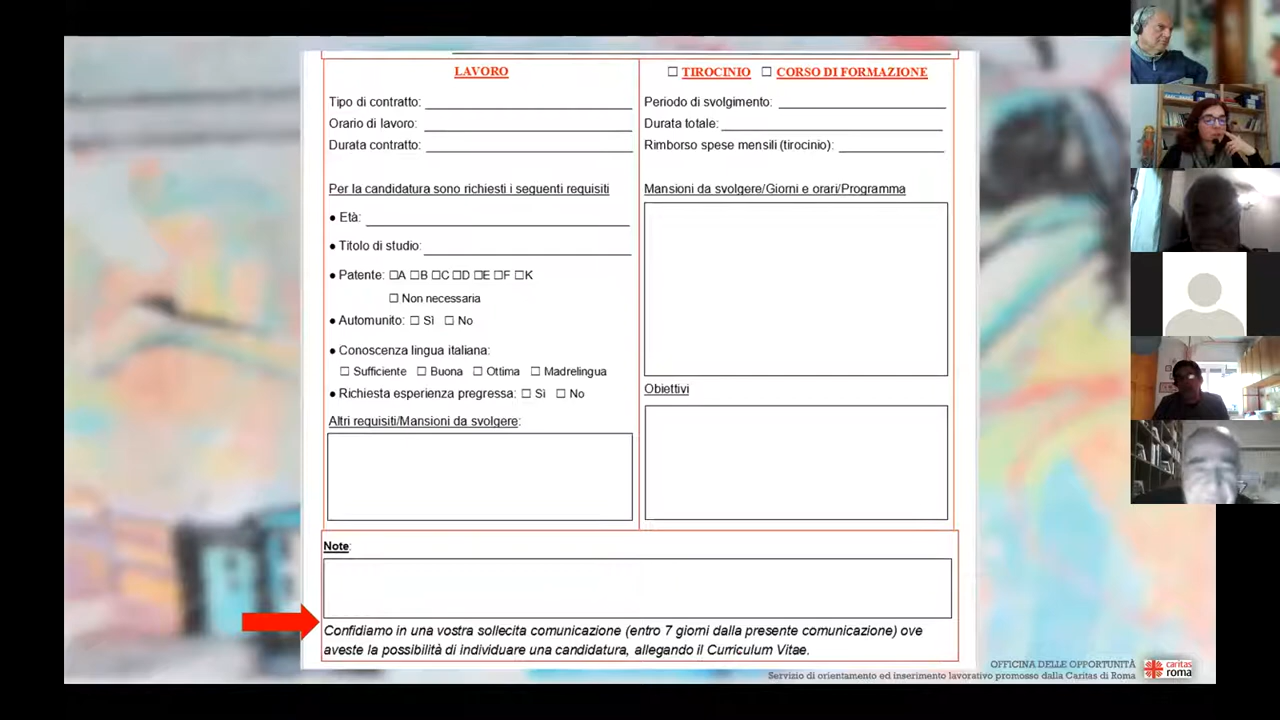 LAVORO
Tipo di contratto:
Orario di lavoro:
Durata contratto:
Per la candidatura sono richiesti i seguenti requisiti
● Età:
● Titolo di studio:
● Patente: ☐A ☐B ☐C ☐D ☐E ☐F ☐K
☐ Non necessaria
● Automunito: ☐ Sì ☐ No
● Conoscenza lingua italiana:
☐ Sufficiente ☐ Buona ☐ Ottima ☐ Madrelingua
● Richiesta esperienza pregressa: ☐ Sì ☐ No
Altri requisiti/Mansioni da svolgere:
☐ TIROCINIO ☐ CORSO DI FORMAZIONE
Periodo di svolgimento:
Durata totale:
Rimborso spese mensili (tirocinio):
Mansioni da svolgere/Giorni e orari/Programma
Obiettivi
Note:
Confidiamo in una vostra sollecita comunicazione (entro 7 giorni dalla presente comunicazione) ove
aveste la possibilità di individuare una candidatura, allegando il Curriculum Vitae.
OFFICINA DELLE OPPORTUNITÀ
Servizio di orientamento ed inserimento lavorativo promosso dalla Caritas di Roma
caritas
roma